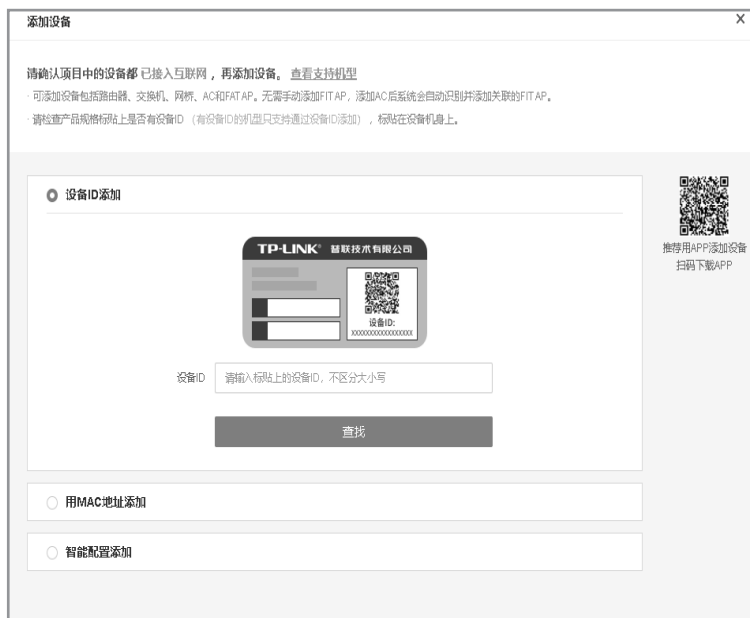 添加设备
X
请确认项目中的设备都 已接入互联网 ，再添加设备。 查看支持机型
· 可添加设备包括路由器、交换机、网桥、AC和FAT AP。无需手动添加FIT AP，添加AC后系统会自动识别并添加关联的FIT AP。
· 请检查产品规格标贴上是否有设备ID （有设备ID的机型只支持通过设备ID添加） ，标贴在设备机身上。
设备ID添加
TP-LINK® 普联技术有限公司
设备ID:
XXXXXXXXXXXXXXXXX
设备ID 请输入标贴上的设备ID，不区分大小写
查找
用MAC地址添加
智能配置添加
推荐用APP添加设备
扫码下载APP